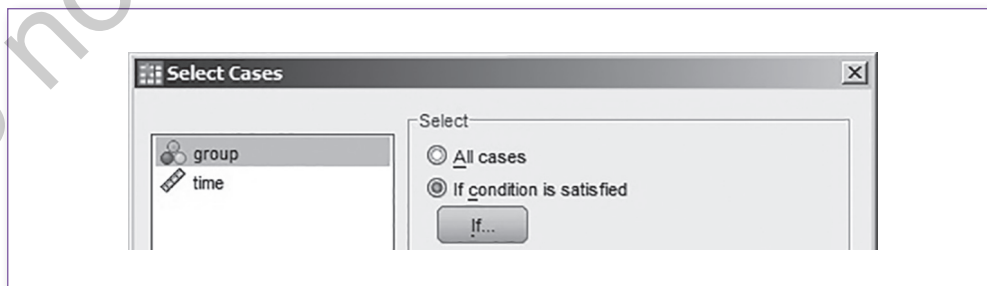 Select Cases
Select
group
All cases
time
If condition is satisfied
If...